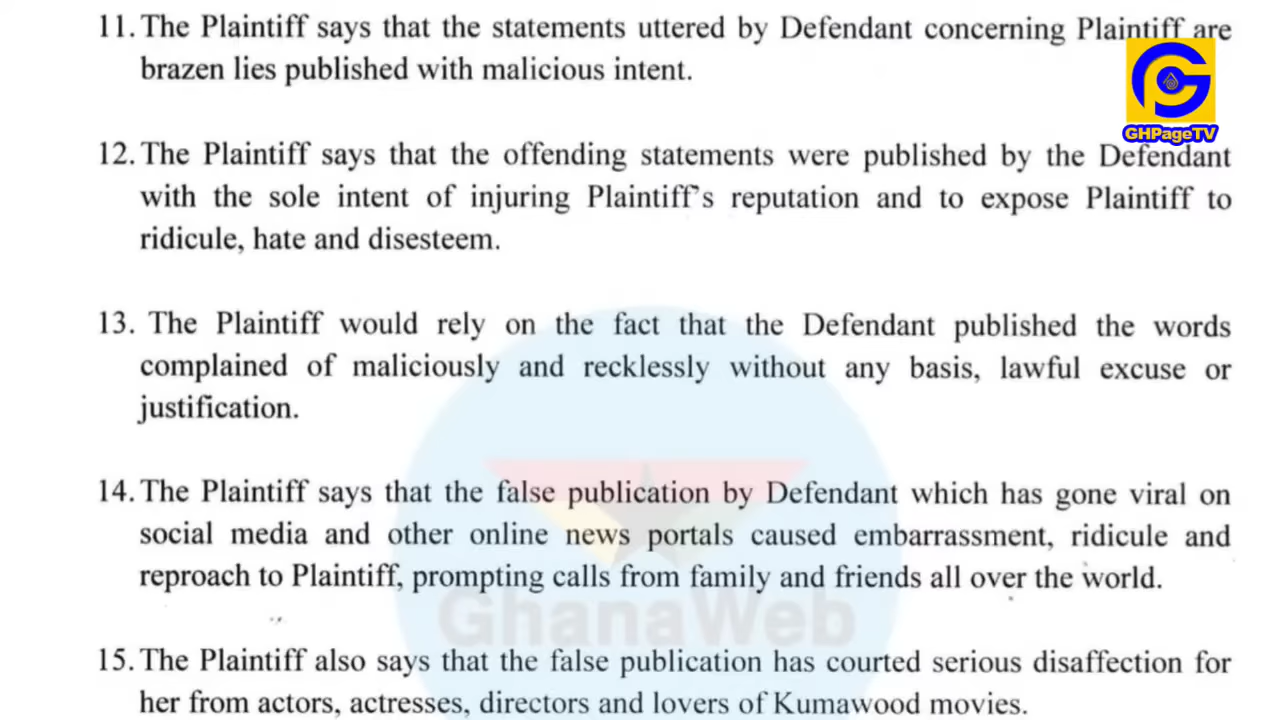 11. The Plaintiff says that the statements uttered by Defendant concerning Plaintiff are
brazen lies published with malicious intent.
GHPageTV
12. The Plaintiff says that the offending statements were published by the Defendant
with the sole intent of injuring Plaintiff's reputation and to expose Plaintiff to
ridicule, hate and disesteem.
13. The Plaintiff would rely on the fact that the Defendant published the words
complained of maliciously and recklessly without any basis, lawful excuse or
justification.
14. The Plaintiff says that the false publication by Defendant which has gone viral on
social media and other online news portals caused embarrassment, ridicule and
reproach to Plaintiff, prompting calls from family and friends all over the world.
GhanaWeb
15. The Plaintiff also says that the false publication has courted serious disaffection for
her from actors, actresses, directors and lovers of Kumawood movies.